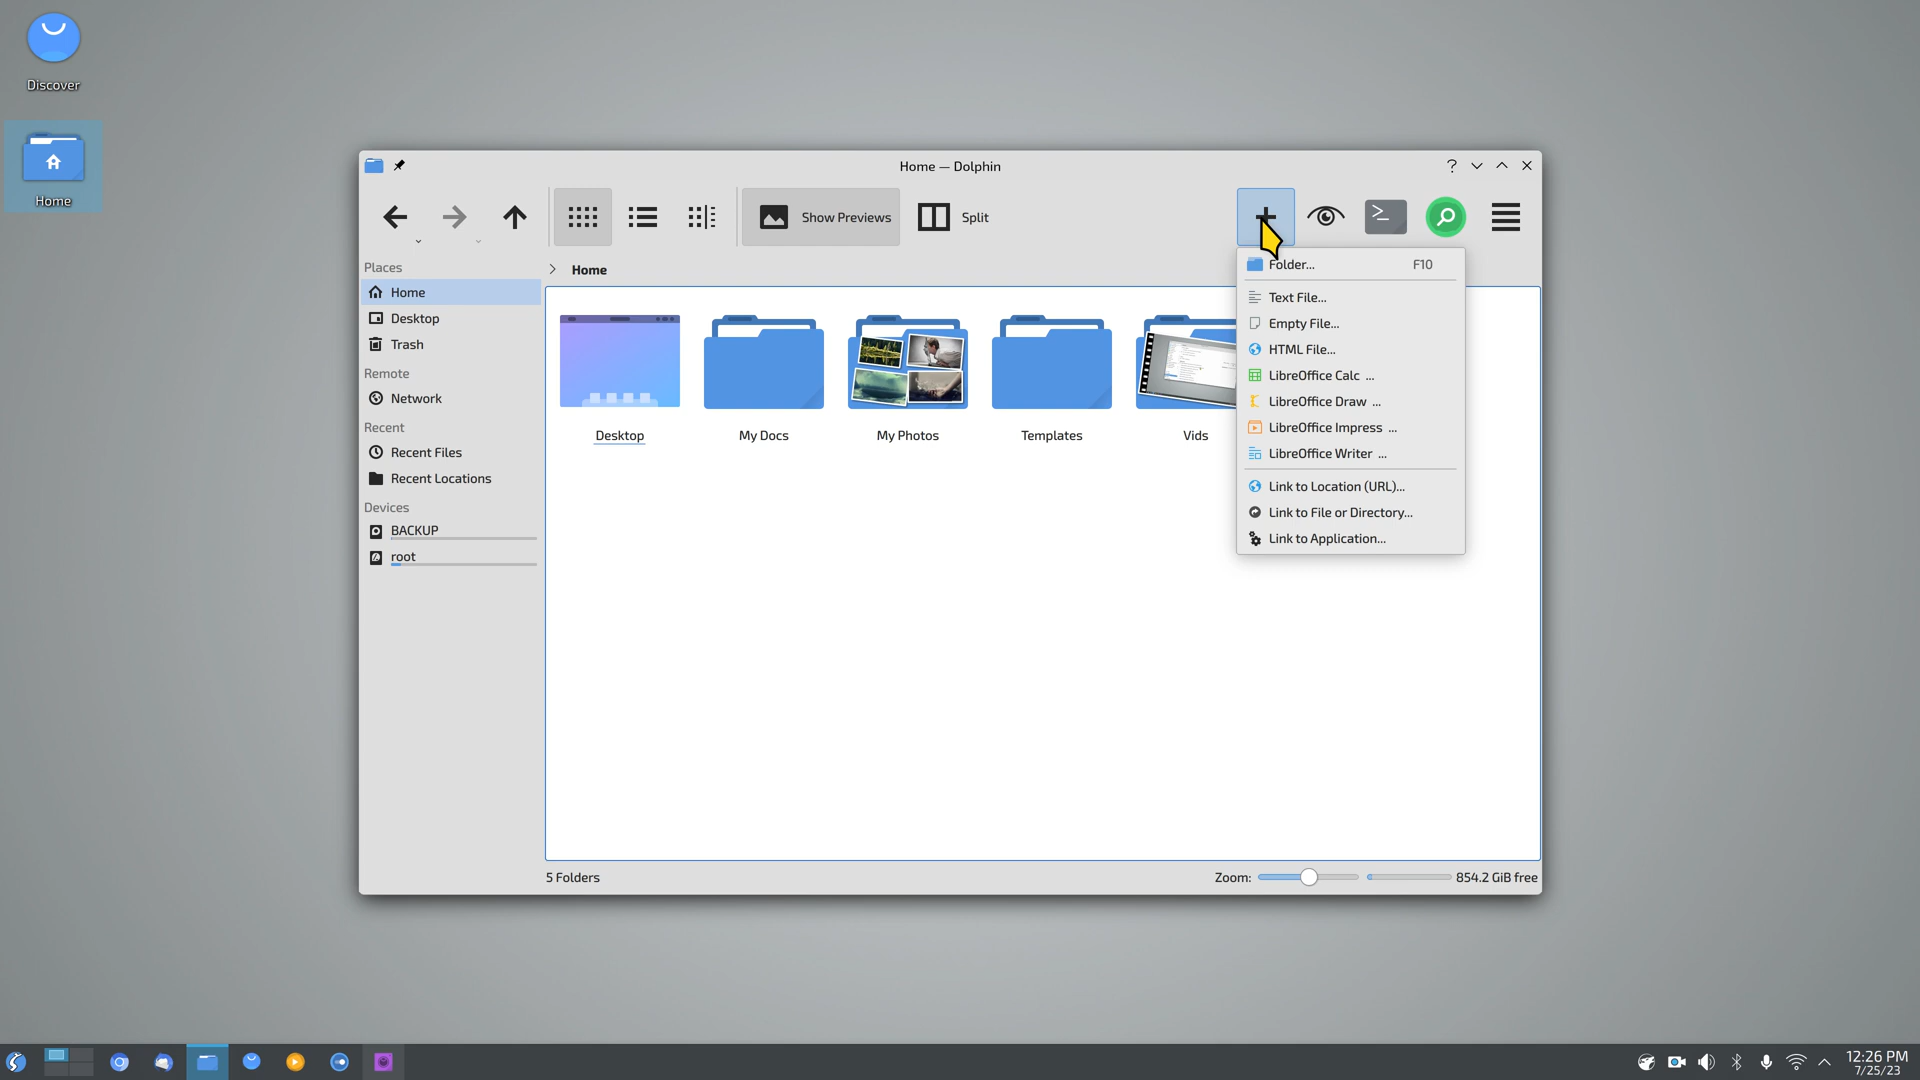 Discover
Home
Home — Dolphin
Show Previews
Split
Home
Places
Home
Desktop
Trash
Remote
Network
Recent
Recent Files
Recent Locations
Devices
BACKUP
root
Desktop
My Docs
My Photos
Templates
Vids
Folder... F10
Text File...
Empty File...
HTML File...
LibreOffice Calc ...
LibreOffice Draw ...
LibreOffice Impress ...
LibreOffice Writer ...
Link to Location (URL)...
Link to File or Directory...
Link to Application...
5 Folders
Zoom:
854.2 GiB free
12:26 PM
7/25/23